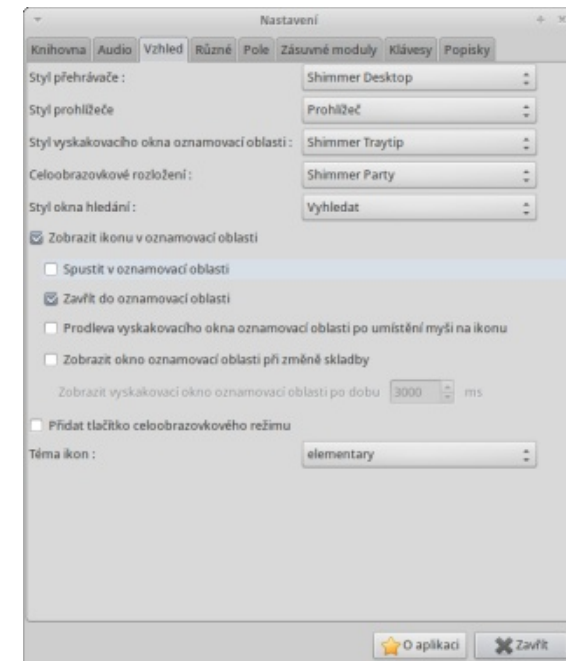 Nastavení
Knihovna Audio Vzhled Různé Pole Zásuvné moduly Klávesy Popisky
Styl přehrávače : Shimmer Desktop
Styl prohlížeče Prohlížeč
Styl vyskakovacího okna oznamovací oblasti : Shimmer Traytip
Celoobrazovkové rozložení : Shimmer Party
Styl okna hledání : Vyhledat
Zobrazit ikonu v oznamovací oblasti
Spustit v oznamovací oblasti
Zavřít do oznamovací oblasti
Prodleva vyskakovacího okna oznamovací oblasti po umístění myši na ikonu
Zobrazit okno oznamovací oblasti při změně skladby
Zobrazit vyskakovací okno oznamovací oblasti po dobu 3000 ms
Přidat tlačítko celoobrazovkového režimu
Téma ikon : elementary
O aplikaci Zavřít